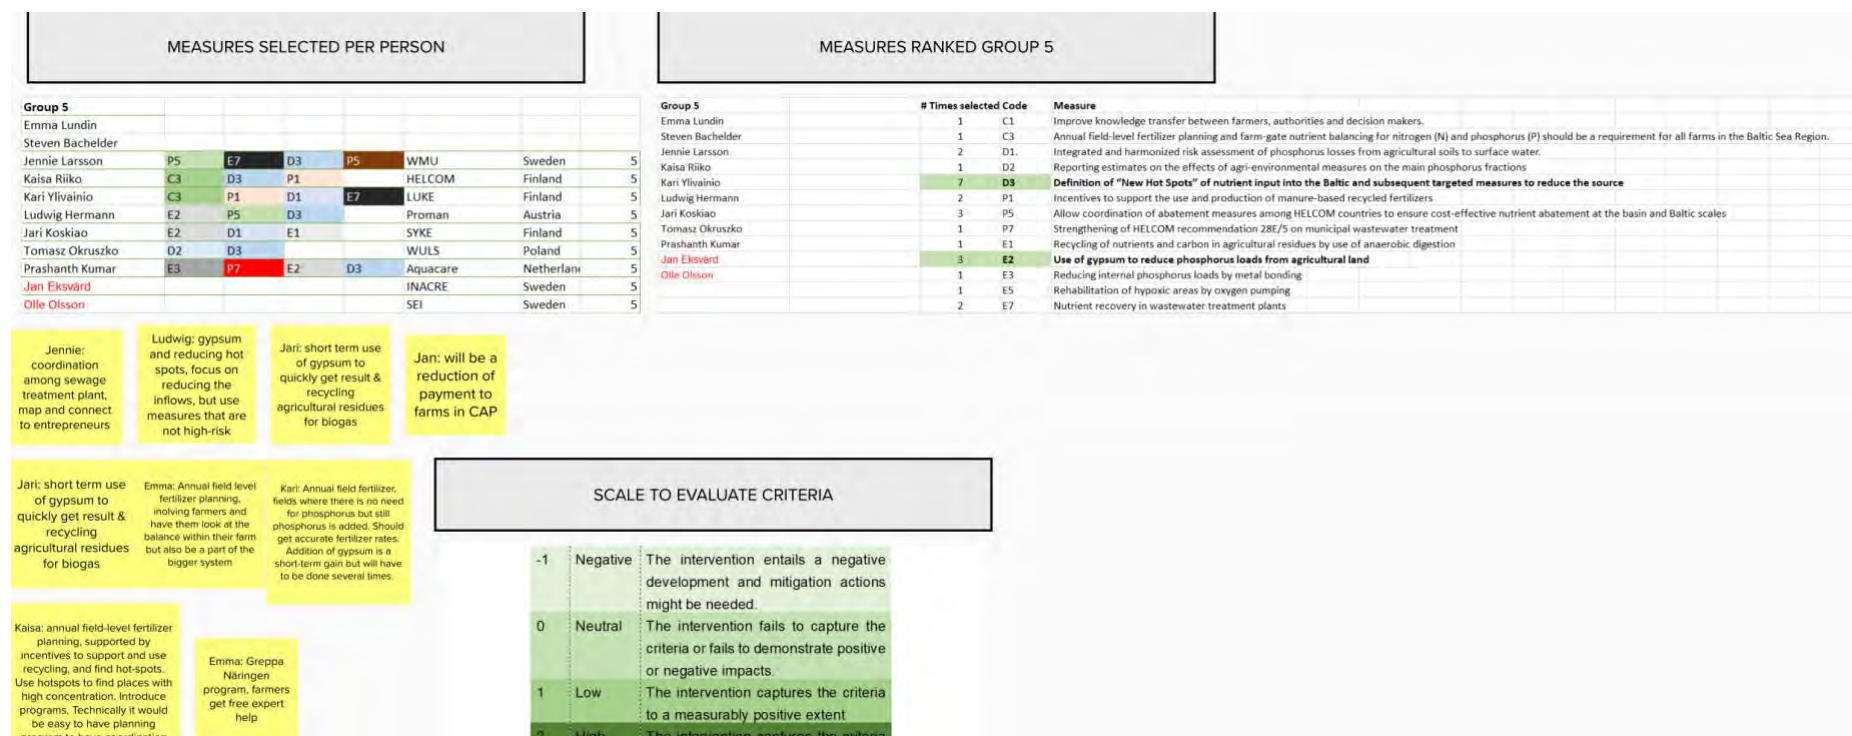 MEASURES SELECTED PER PERSON
MEASURES RANKED GROUP 5
Group 5
Emma Lundin
Steven Bachelder
Jennie Larsson P5 E7 D3 P5 WMU Sweden 5
Kaisa Riiko C3 D3 P1 HELCOM Finland 5
Kari Ylivainio C3 P1 D1 E7 LUKE Finland 5
Ludwig Hermann E2 P5 D3 Proman Austria 5
Jari Koskiao E2 D1 E1 SYKE Finland 5
Tomasz Okruszko D2 D3 WULS Poland 5
Prashanth Kumar E3 P7 E2 D3 Aquacare Netherlan 5
Jan Eksvärd INACRE Sweden 5
Olle Olsson SEI Sweden 5
Group 5 # Times selected Code Measure
Emma Lundin 1 C1 Improve knowledge transfer between farmers, authorities and decision makers.
Steven Bachelder 1 C3 Annual field-level fertilizer planning and farm-gate nutrient balancing for nitrogen (N) and phosphorus (P) should be a requirement for all farms in the Baltic Sea Region.
Jennie Larsson 2 D1. Integrated and harmonized risk assessment of phosphorus losses from agricultural soils to surface water.
Kaisa Riiko 1 D2 Reporting estimates on the effects of agri-environmental measures on the main phosphorus fractions
Kari Ylivainio 7 D3 Definition of "New Hot Spots" of nutrient input into the Baltic and subsequent targeted measures to reduce the source
Ludwig Hermann 2 P1 Incentives to support the use and production of manure-based recycled fertilizers
Jari Koskiao 3 P5 Allow coordination of abatement measures among HELCOM countries to ensure cost-effective nutrient abatement at the basin and Baltic scales
Tomasz Okruszko 1 P7 Strengthening of HELCOM recommendation 28E/5 on municipal wastewater treatment
Prashanth Kumar 1 E1 Recycling of nutrients and carbon in agricultural residues by use of anaerobic digestion
Jan Eksvärd 3 E2 Use of gypsum to reduce phosphorus loads from agricultural land
Olle Olsson 1 E3 Reducing internal phosphorus loads by metal bonding
1 E5 Rehabilitation of hypoxic areas by oxygen pumping
2 E7 Nutrient recovery in wastewater treatment plants
Jennie:
coordination
among sewage
treatment plant,
map and connect
to entrepreneurs
Ludwig: gypsum
and reducing hot
spots, focus on
reducing the
inflows, but use
measures that are
not high-risk
Jari: short term use
of gypsum to
quickly get result &
recycling
agricultural residues
for biogas
Jan: will be a
reduction of
payment to
farms in CAP
Jari: short term use
of gypsum to
quickly get result &
recycling
agricultural residues
for biogas
Emma: Annual field level
fertilizer planning,
inolving farmers and
have them look at the
balance within their farm
but also be a part of the
bigger system
Kari: Annual field fertilizer,
fields where there is no need
for phosphorus but still
phosphorus is added. Should
get accurate fertilizer rates.
Addition of gypsum is a
short-term gain but will have
to be done several times.
SCALE TO EVALUATE CRITERIA
-1 Negative The intervention entails a negative
development and mitigation actions
might be needed.
0 Neutral The intervention fails to capture the
criteria or fails to demonstrate positive
or negative impacts.
1 Low The intervention captures the criteria
to a measurably positive extent
Kaisa: annual field-level fertilizer
planning, supported by
incentives to support and use
recycling, and find hot-spots.
Use hotspots to find places with
high concentration. Introduce
programs. Technically it would
be easy to have planning
Emma: Greppa
Näringen
program, farmers
get free expert
help